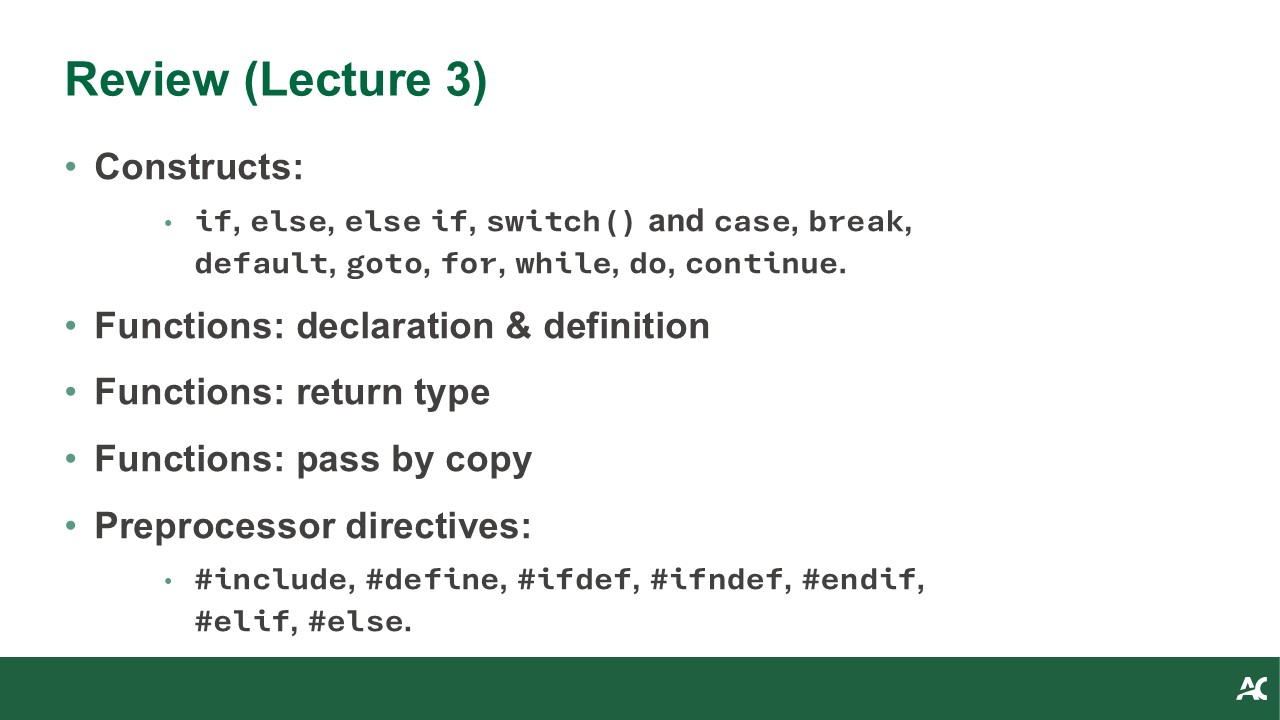 Review (Lecture 3)
• Constructs:
• if, else, else if, switch() and case, break,
default, goto, for, while, do, continue.
• Functions: declaration & definition
• Functions: return type
• Functions: pass by copy
• Preprocessor directives:
• #include, #define, #ifdef, #ifndef, #endif,
#elif, #else.
AC